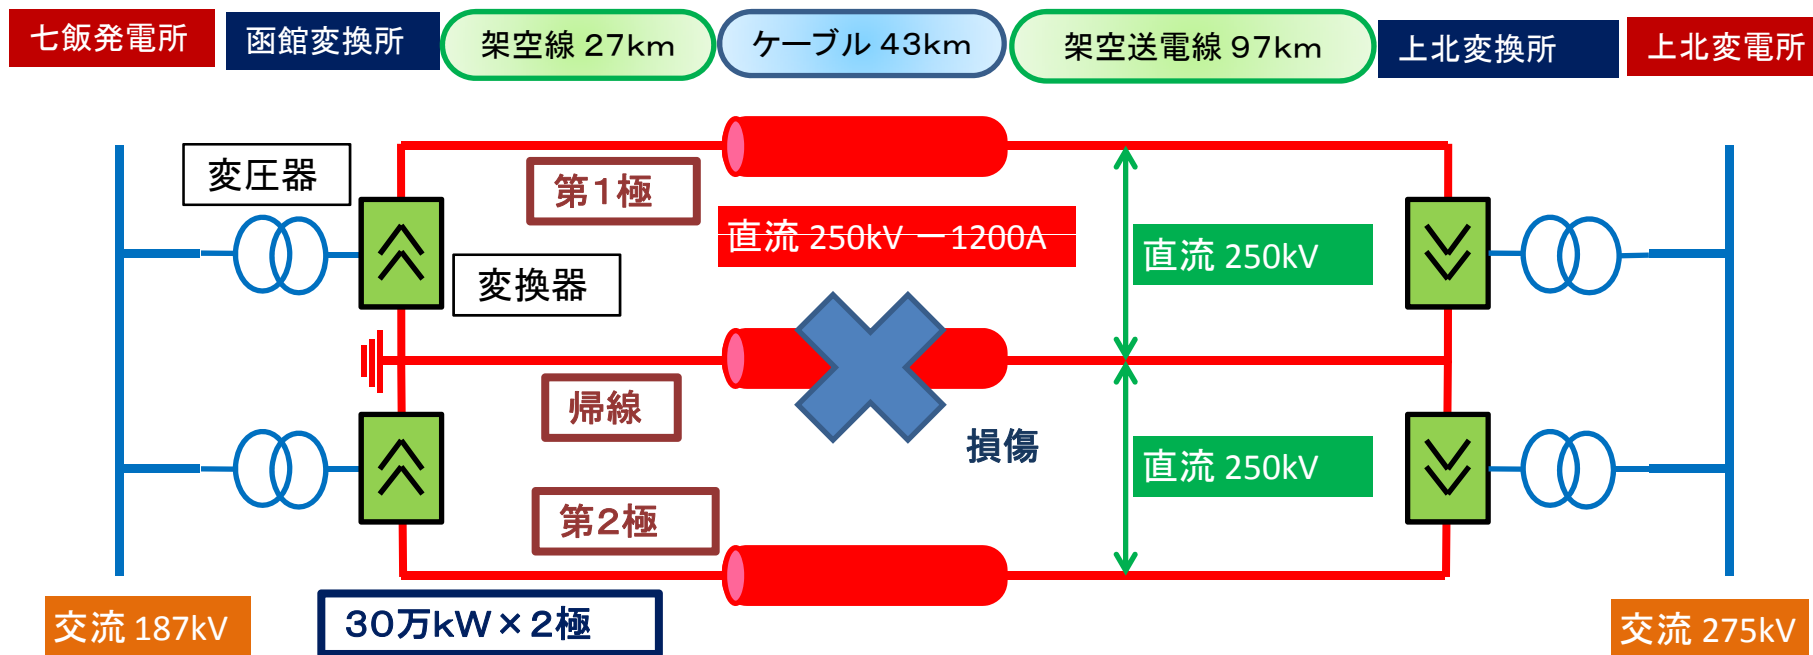 七飯発電所
函館変換所
架空線 27km
ケーブル 43km
架空送電線 97km
上北変換所
上北変電所
変圧器
第1極
直流 250kV －1200A
直流 250kV
変換器
帰線
損傷
直流 250kV
第2極
交流 187kV
30万kW×2極
交流 275kV